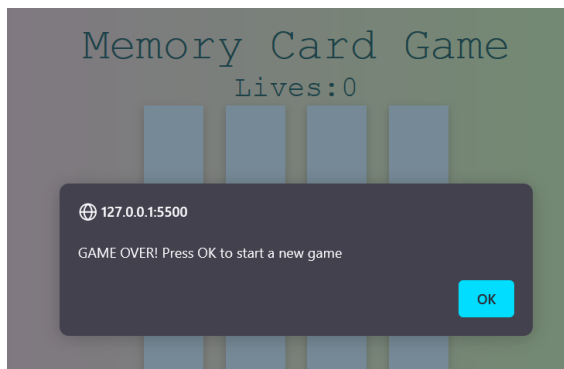 Memory Card Game
Lives:0
127.0.0.1:5500
GAME OVER! Press OK to start a new game
OK